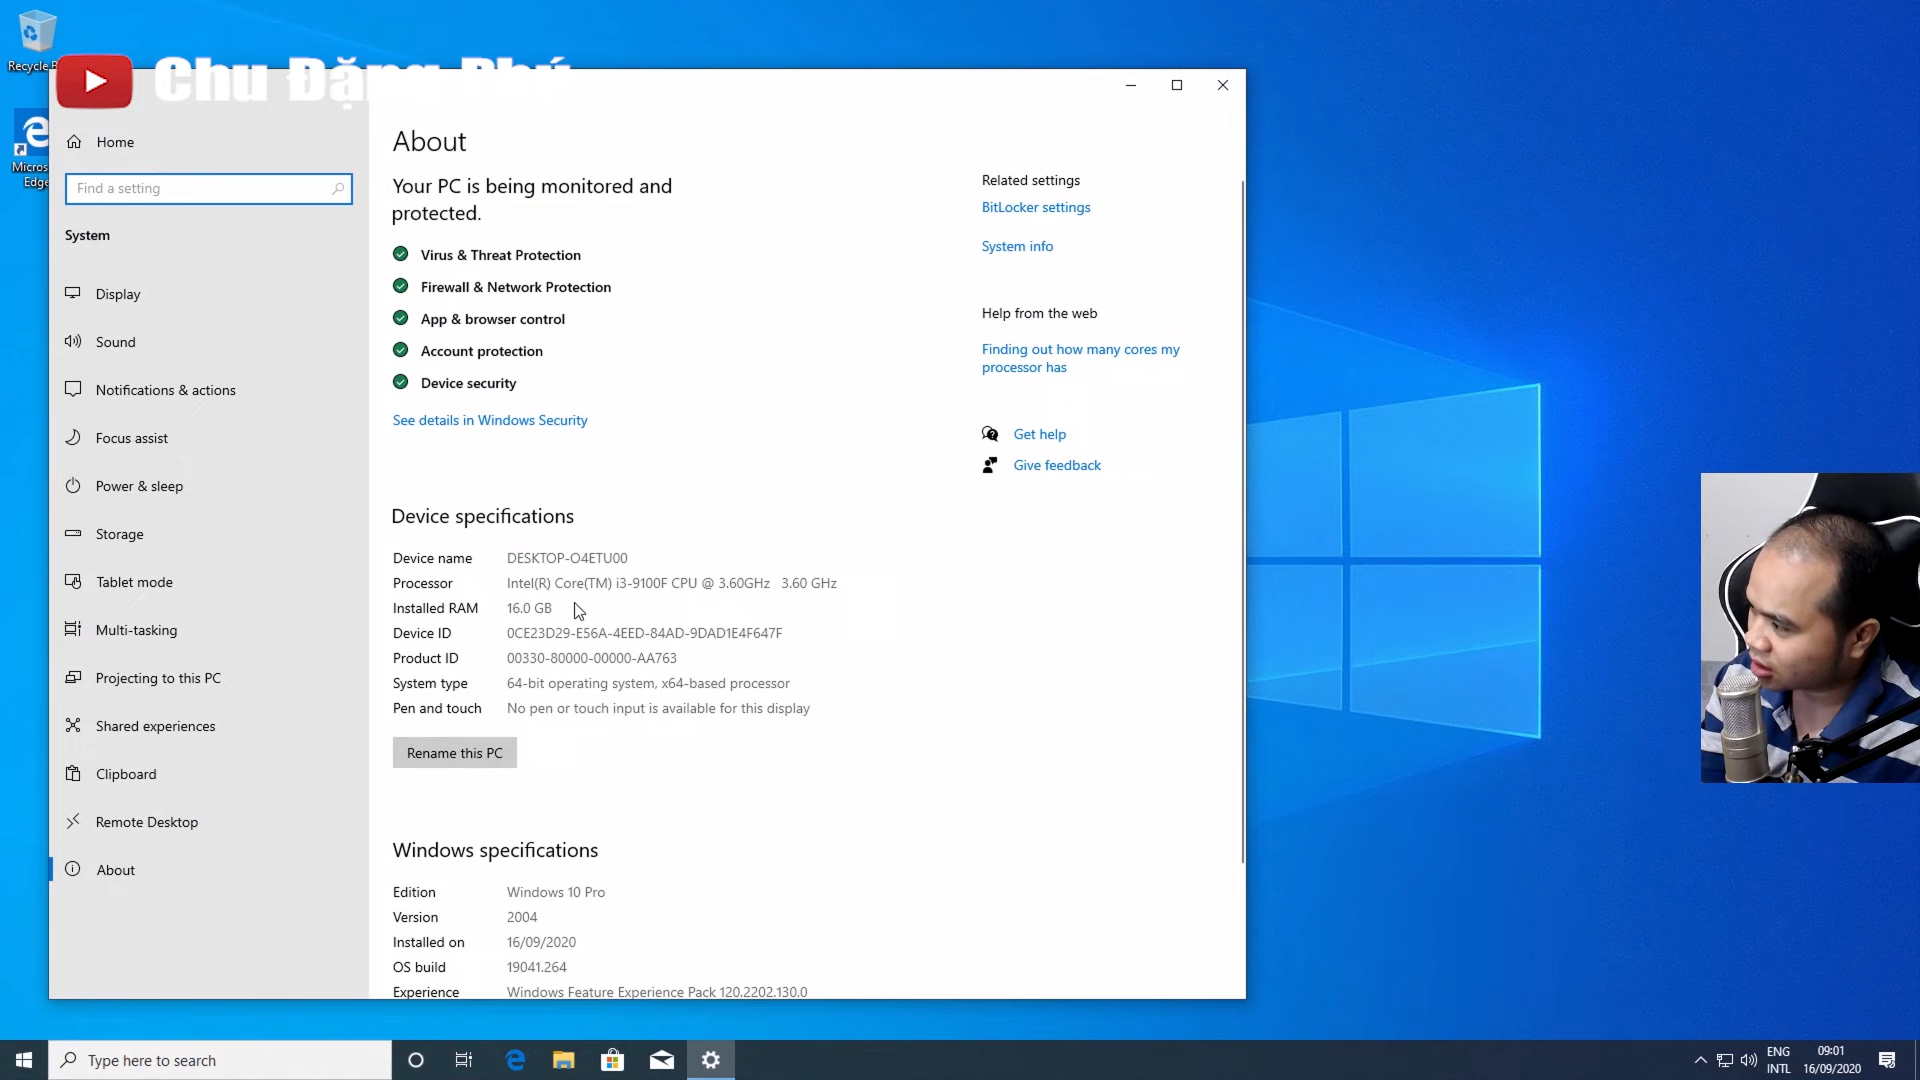 Recycle
Chu Đặng Phú
Micros
Edge
Home
Find a setting
System
Display
Sound
Notifications & actions
Focus assist
Power & sleep
Storage
Tablet mode
Multi-tasking
Projecting to this PC
Shared experiences
Clipboard
Remote Desktop
About
About
Your PC is being monitored and
protected.
Virus & Threat Protection
Firewall & Network Protection
App & browser control
Account protection
Device security
See details in Windows Security
Device specifications
Device name DESKTOP-O4ETU00
Processor Intel(R) Core(TM) i3-9100F CPU @ 3.60GHz 3.60 GHz
Installed RAM 16.0 GB
Device ID 0CE23D29-E56A-4EED-84AD-9DAD1E4F647F
Product ID 00330-80000-00000-AA763
System type 64-bit operating system, x64-based processor
Pen and touch No pen or touch input is available for this display
Rename this PC
Windows specifications
Edition Windows 10 Pro
Version 2004
Installed on 16/09/2020
OS build 19041.264
Experience Windows Feature Experience Pack 120.2202.130.0
Related settings
BitLocker settings
System info
Help from the web
Finding out how many cores my
processor has
Get help
Give feedback
Type here to search
ENG
INTL
09:01
16/09/2020